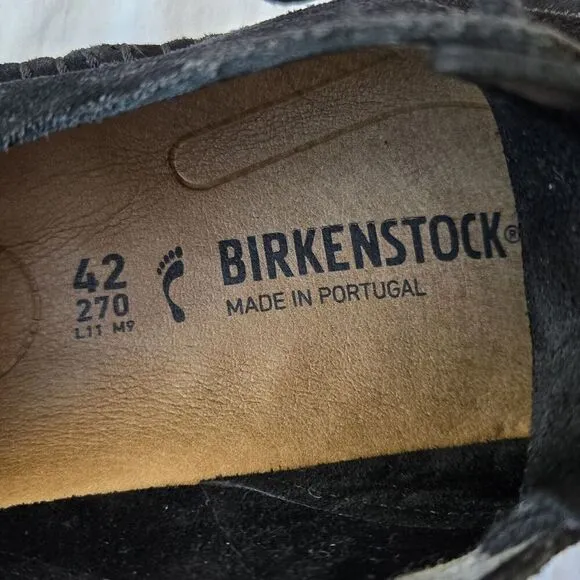 42
270
L11 M9
BIRKENSTOCK®
MADE IN PORTUGAL